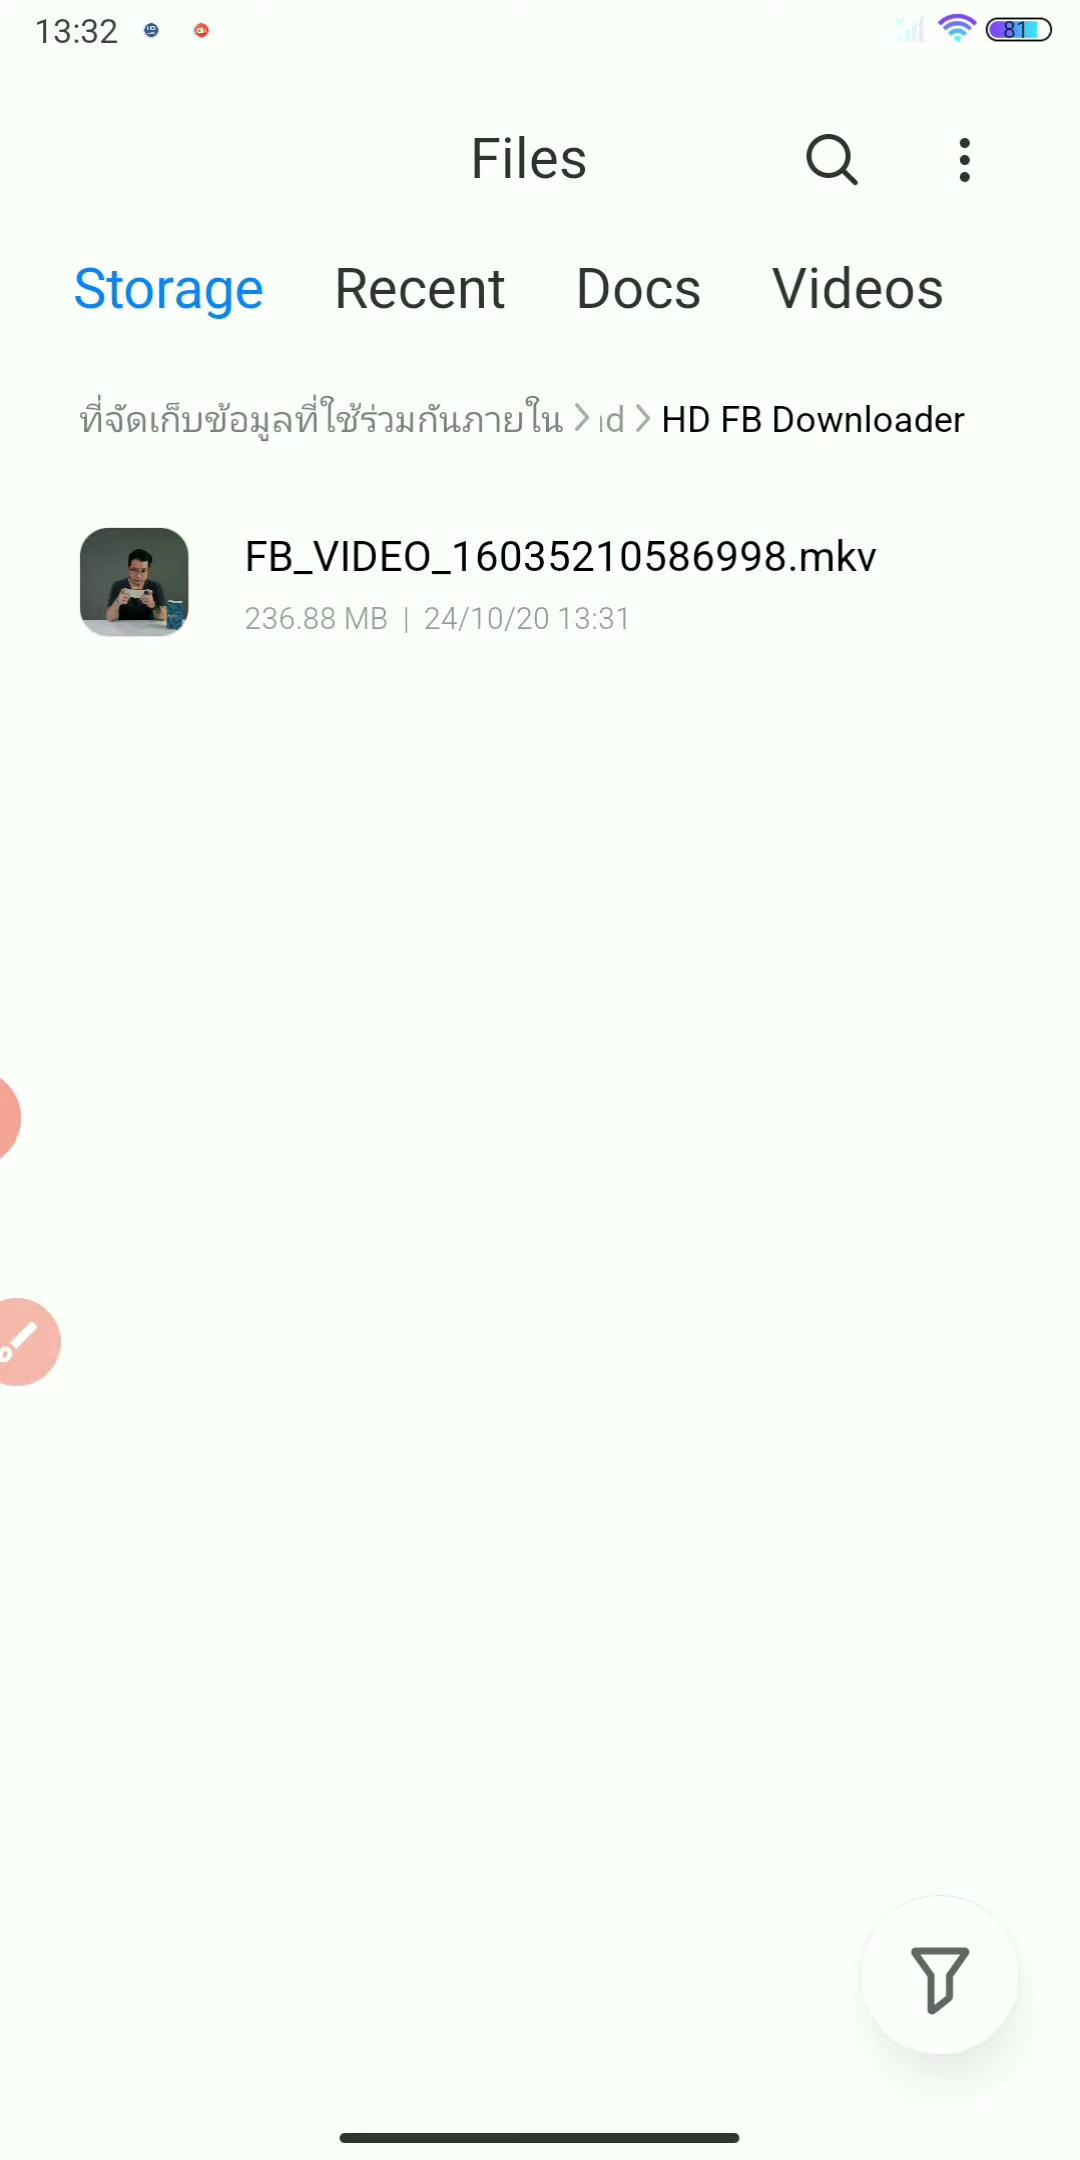 13:32
81
Files
Storage Recent Docs Videos
ที่จัดเก็บข้อมูลที่ใช้ร่วมกันภายใน > HD FB Downloader
FB_VIDEO_16035210586998.mkv
236.88 MB | 24/10/20 13:31